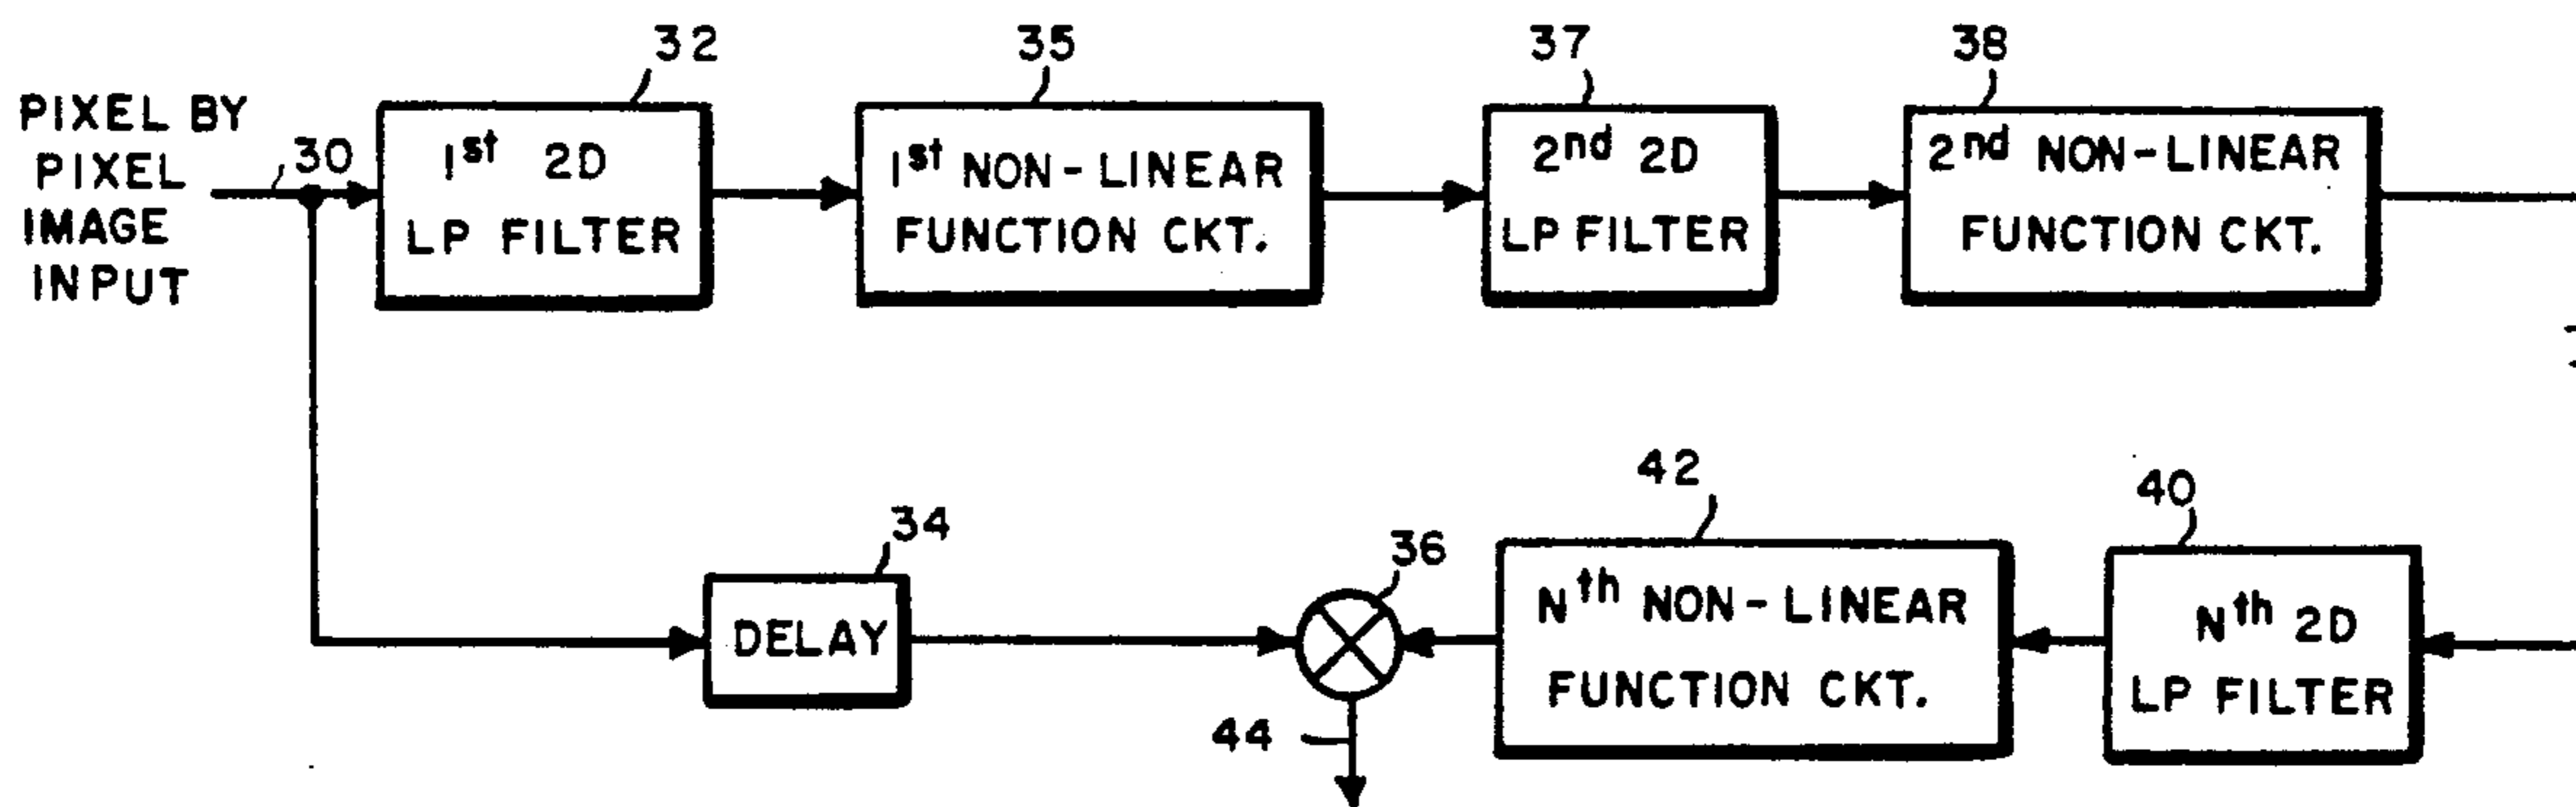 32
35
37
38
PIXEL BY
PIXEL
IMAGE
INPUT
30
1st 2D
LP FILTER
1st NON-LINEAR
FUNCTION CKT.
2nd 2D
LP FILTER
2nd NON-LINEAR
FUNCTION CKT.
34
DELAY
36
42
Nth NON-LINEAR
FUNCTION CKT.
40
Nth 2D
LP FILTER
44